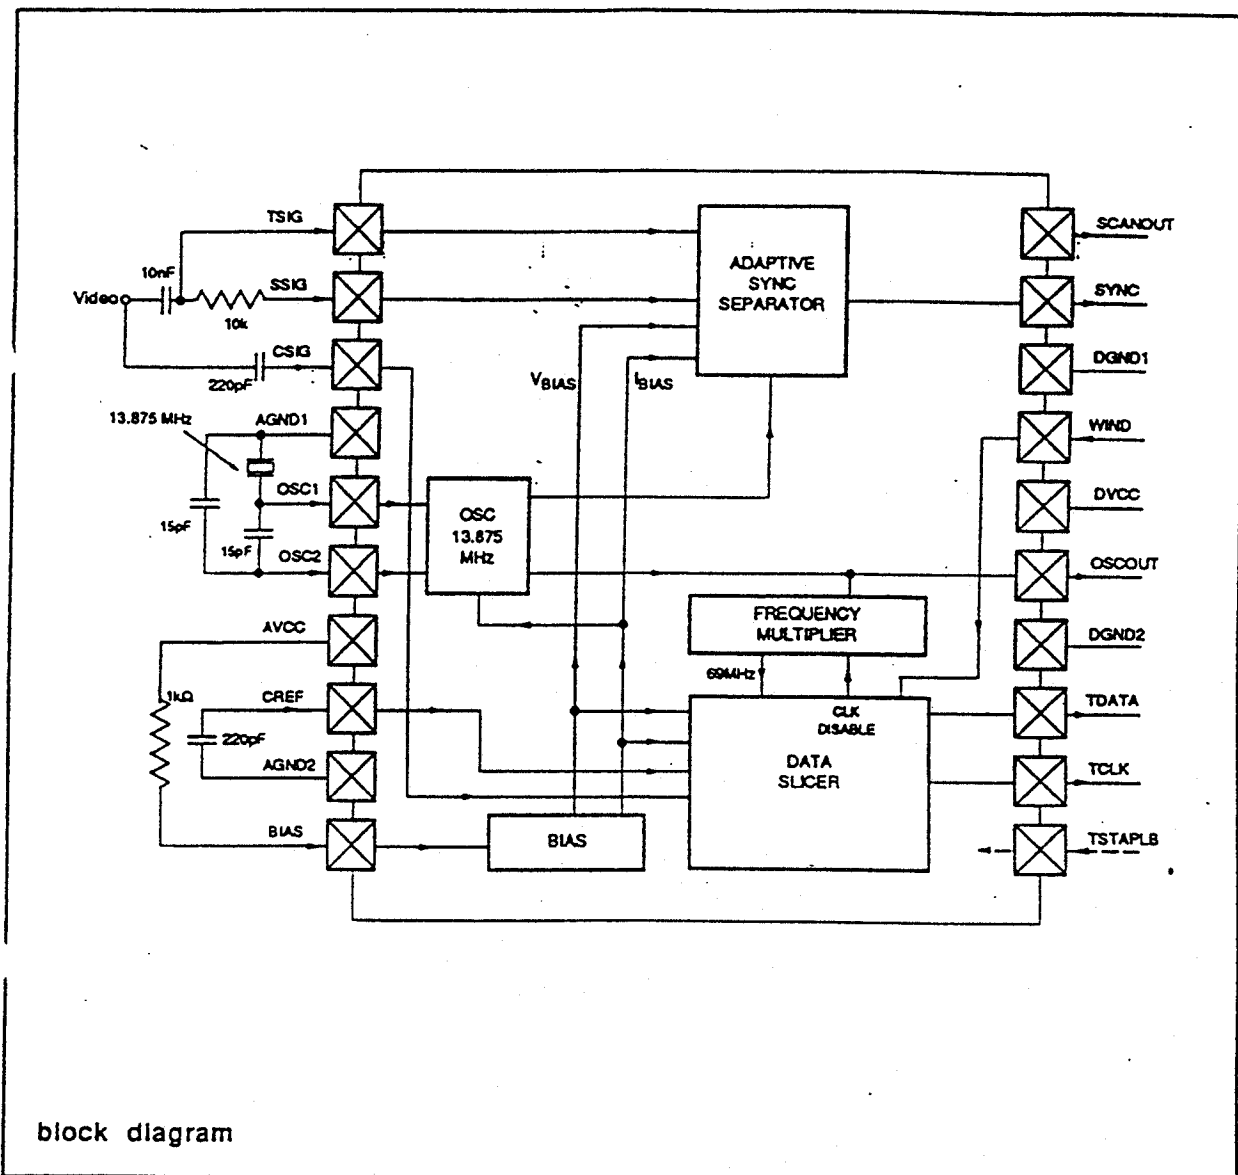 TSIG
10nF
SSIG
Video
10k
CSIG
220pF
13.875 MHz
AGND1
OSC1
15pF
15pF
OSC2
AVCC
1kΩ
CREF
220pF
AGND2
BIAS
ADAPTIVE
SYNC
SEPARATOR
VBIAS
IBIAS
OSC
13.875
MHz
FREQUENCY
MULTIPLIER
69MHz
CLK
DISABLE
DATA
SLICER
BIAS
SCANOUT
SYNC
DGND1
WIND
DVCC
OSCOUT
DGND2
TDATA
TCLK
TSTAPLB
block diagram